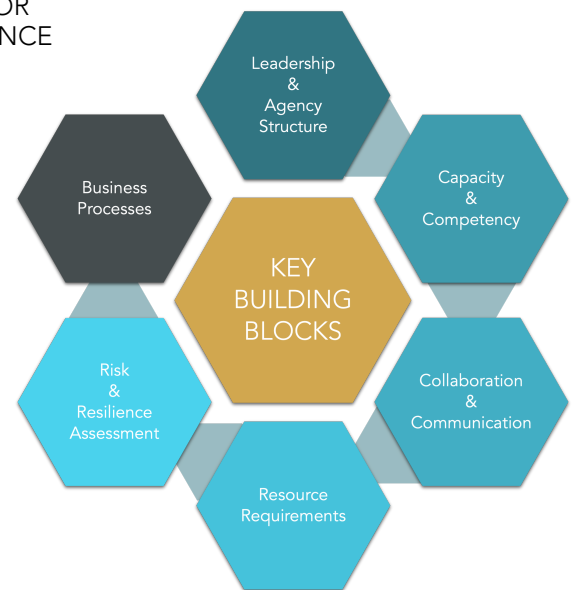 OR
NCE
Leadership
&
Agency
Structure
Capacity
&
Competency
Collaboration
&
Communication
Resource
Requirements
Risk
&
Resilience
Assessment
Business
Processes
KEY
BUILDING
BLOCKS